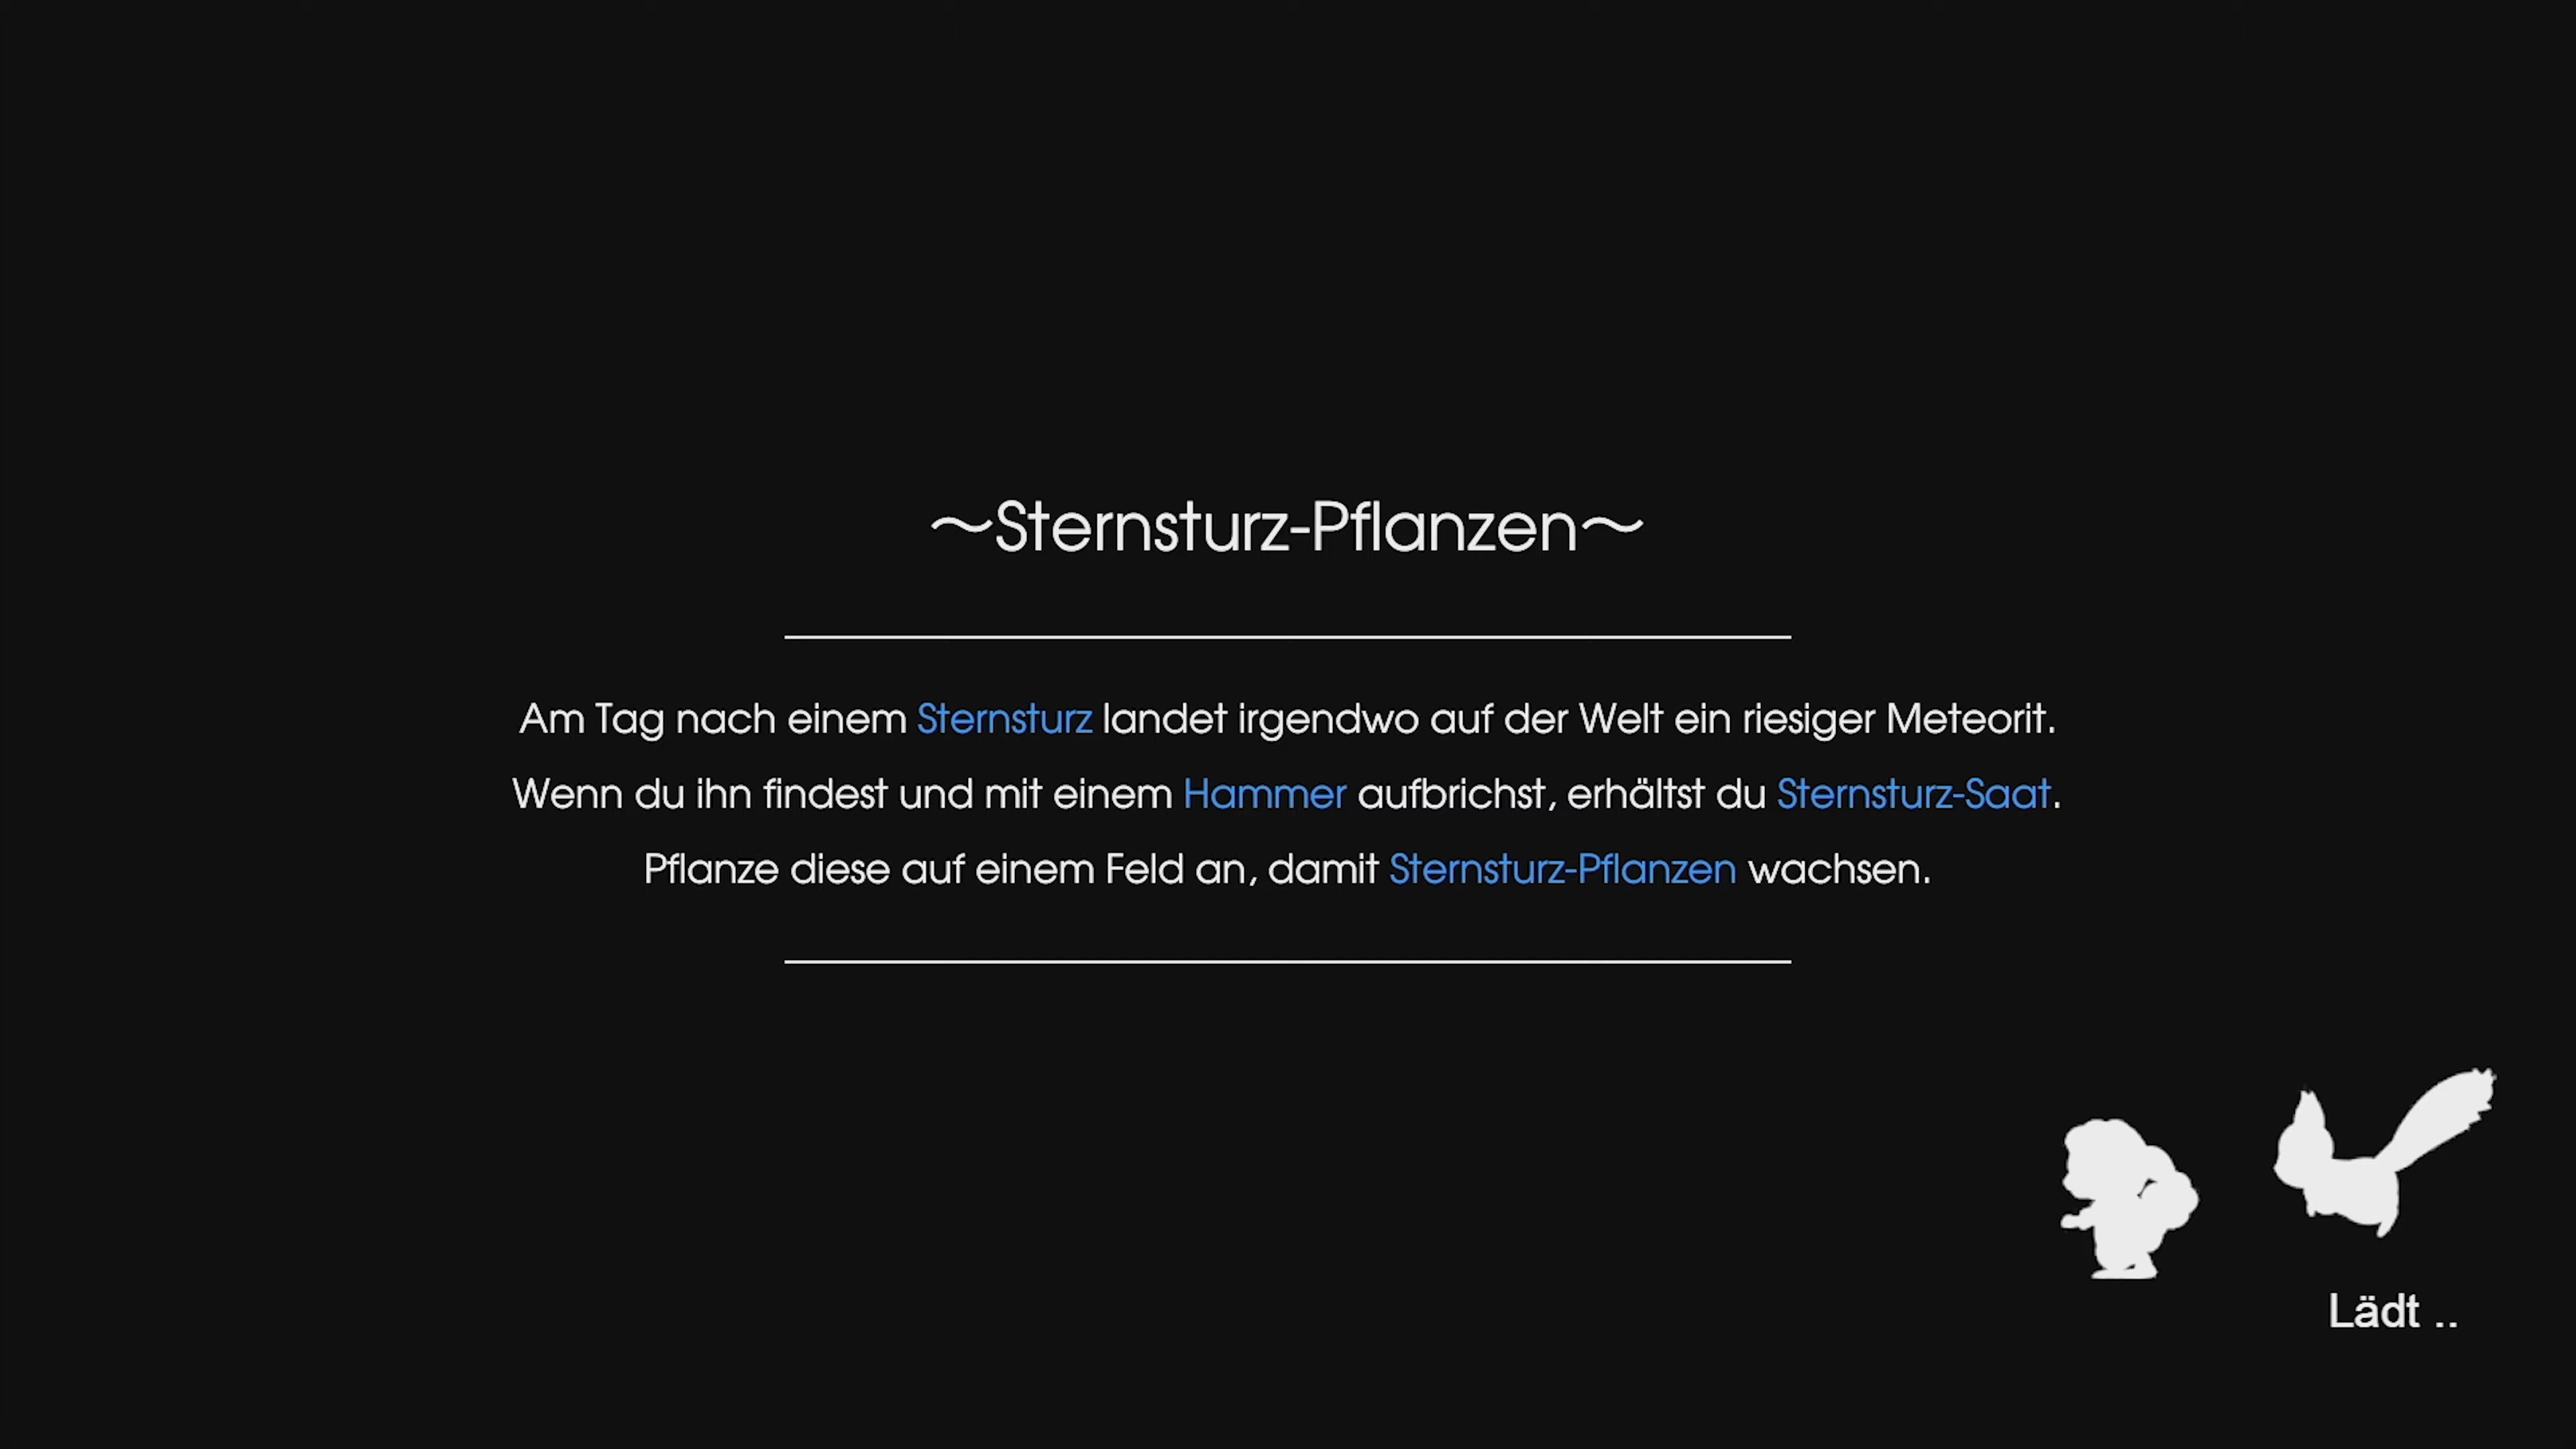 ～Sternsturz-Pflanzen～
Am Tag nach einem Sternsturz landet irgendwo auf der Welt ein riesiger Meteorit.
Wenn du ihn findest und mit einem Hammer aufbrichst, erhältst du Sternsturz-Saat.
Pflanze diese auf einem Feld an, damit Sternsturz-Pflanzen wachsen.
Lädt ..